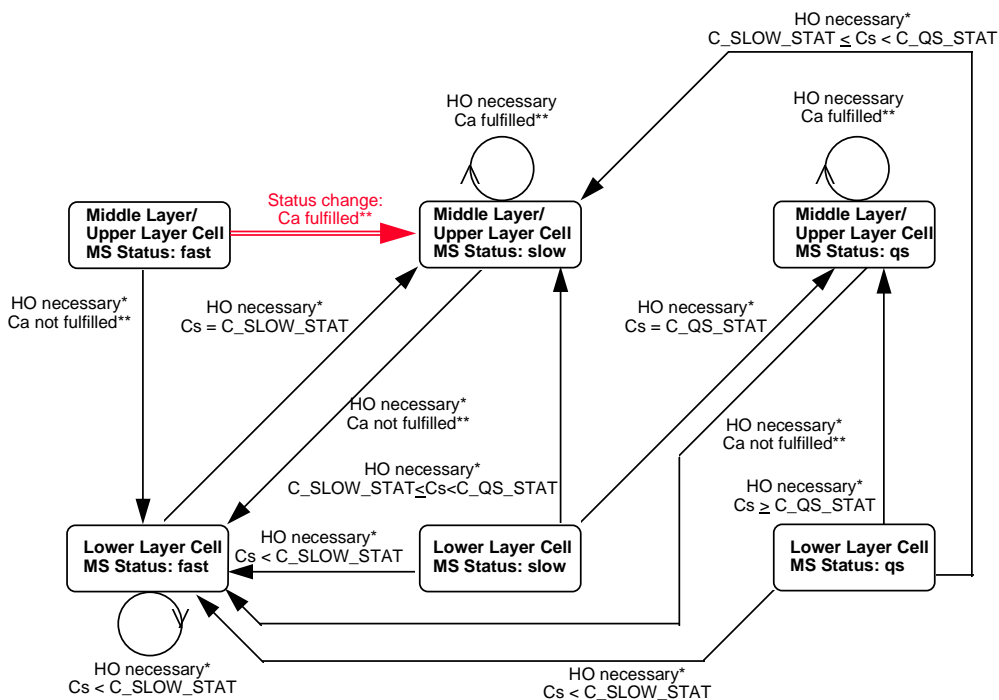 HO necessary*
C_SLOW_STAT ≤ Cs < C_QS_STAT
HO necessary
Ca fulfilled**
HO necessary
Ca fulfilled**
Status change:
Ca fulfilled**
Middle Layer/
Upper Layer Cell
MS Status: fast
Middle Layer/
Upper Layer Cell
MS Status: slow
Middle Layer/
Upper Layer Cell
MS Status: qs
HO necessary*
Ca not fulfilled**
HO necessary*
Cs = C_SLOW_STAT
HO necessary*
Cs = C_QS_STAT
HO necessary*
Ca not fulfilled**
HO necessary*
Ca not fulfilled**
HO necessary*
C_SLOW_STAT≤Cs<C_QS_STAT
HO necessary*
Cs ≥ C_QS_STAT
HO necessary*
Cs < C_SLOW_STAT
Lower Layer Cell
MS Status: fast
Lower Layer Cell
MS Status: slow
Lower Layer Cell
MS Status: qs
HO necessary*
Cs < C_SLOW_STAT
HO necessary*
Cs < C_SLOW_STAT